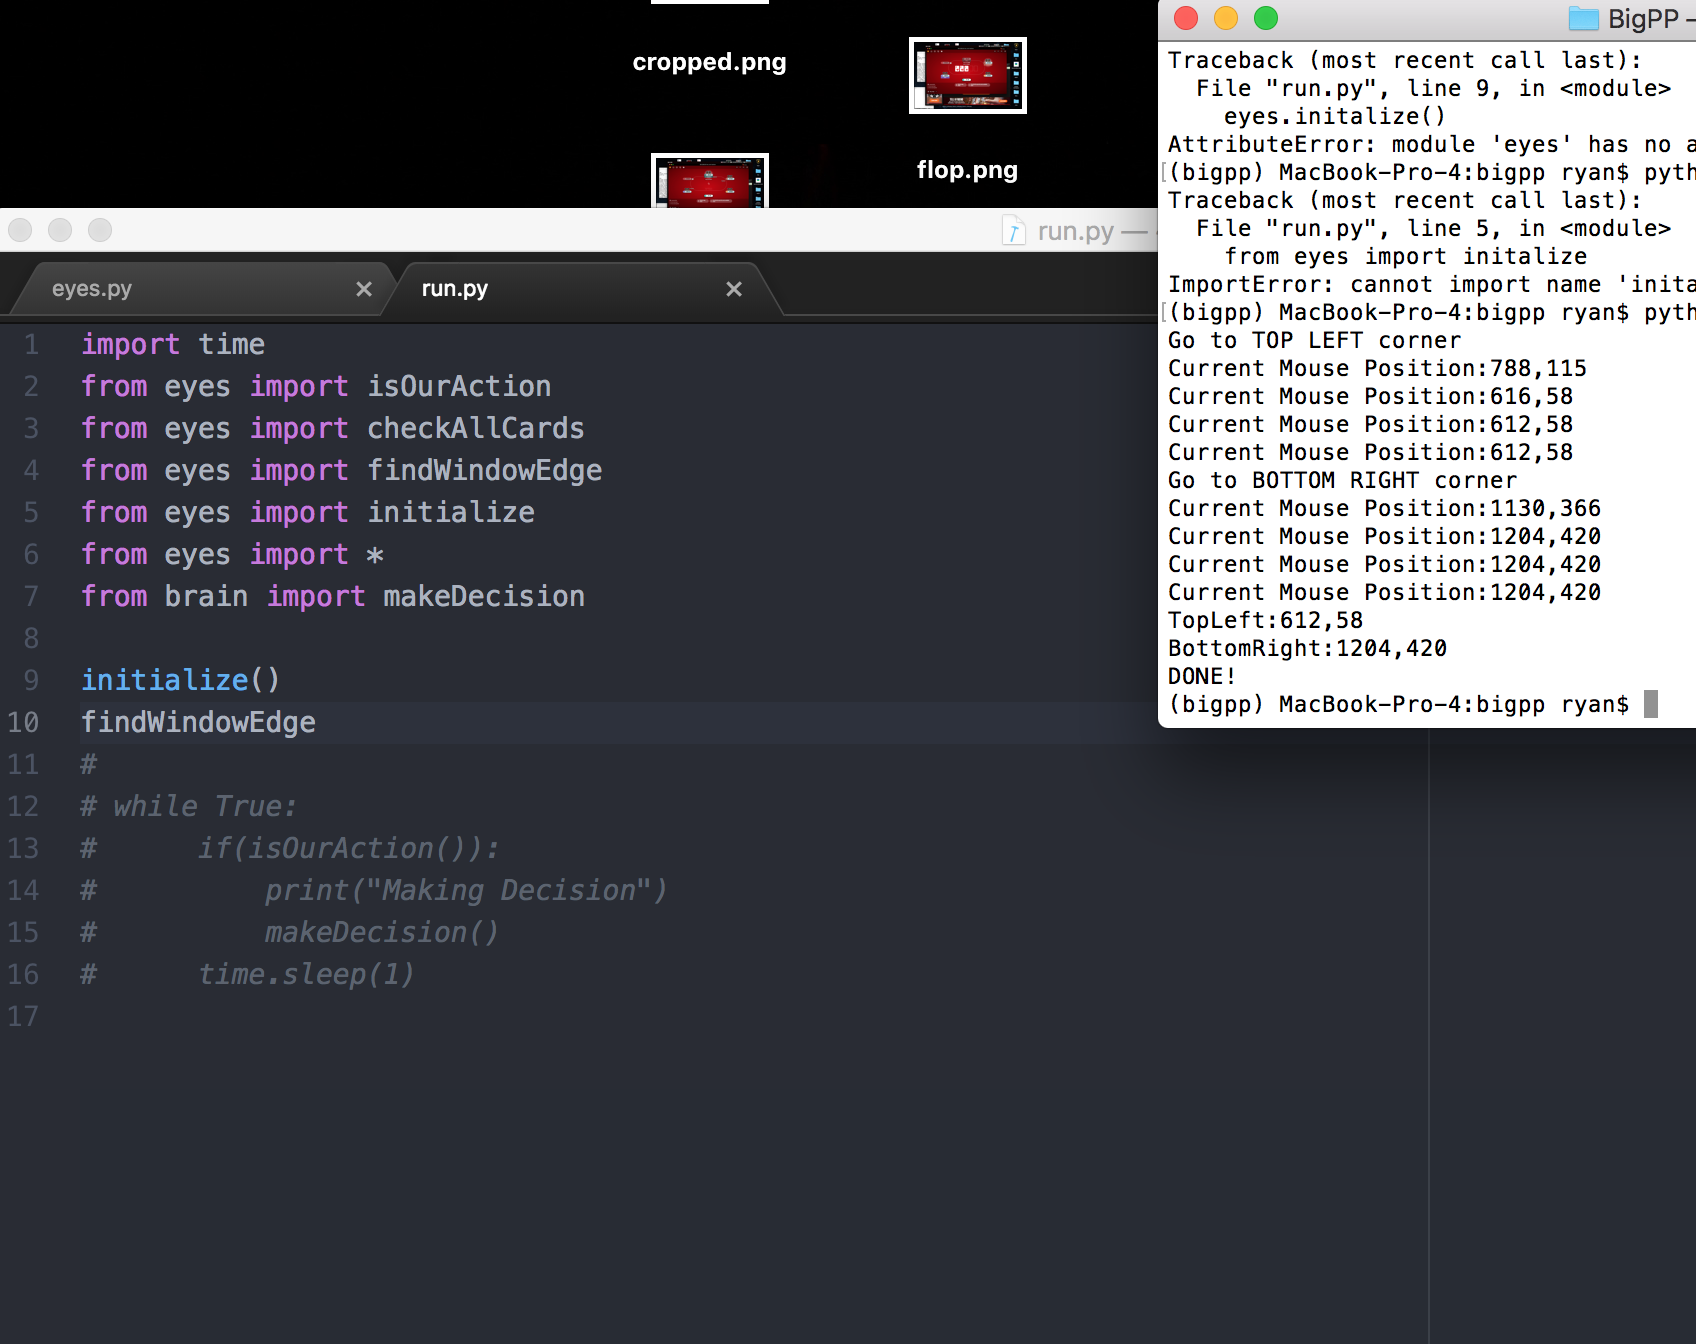 cropped.png
flop.png
run.py —
eyes.py
run.py
1 import time
2 from eyes import isOurAction
3 from eyes import checkAllCards
4 from eyes import findWindowEdge
5 from eyes import initialize
6 from eyes import *
7 from brain import makeDecision
8
9 initialize()
10 findWindowEdge
11 #
12 # while True:
13 #      if(isOurAction()):
14 #          print("Making Decision")
15 #          makeDecision()
16 #      time.sleep(1)
17
BigPP —
Traceback (most recent call last):
  File "run.py", line 9, in <module>
    eyes.initalize()
AttributeError: module 'eyes' has no a
(bigpp) MacBook-Pro-4:bigpp ryan$ pyth
Traceback (most recent call last):
  File "run.py", line 5, in <module>
    from eyes import initalize
ImportError: cannot import name 'inita
(bigpp) MacBook-Pro-4:bigpp ryan$ pyth
Go to TOP LEFT corner
Current Mouse Position:788,115
Current Mouse Position:616,58
Current Mouse Position:612,58
Current Mouse Position:612,58
Go to BOTTOM RIGHT corner
Current Mouse Position:1130,366
Current Mouse Position:1204,420
Current Mouse Position:1204,420
Current Mouse Position:1204,420
TopLeft:612,58
BottomRight:1204,420
DONE!
(bigpp) MacBook-Pro-4:bigpp ryan$